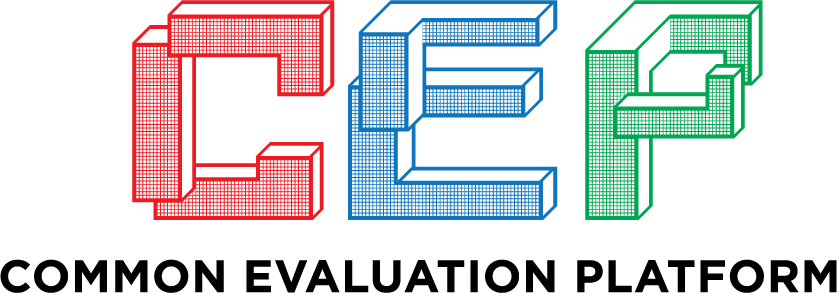 CEP
COMMON EVALUATION PLATFORM